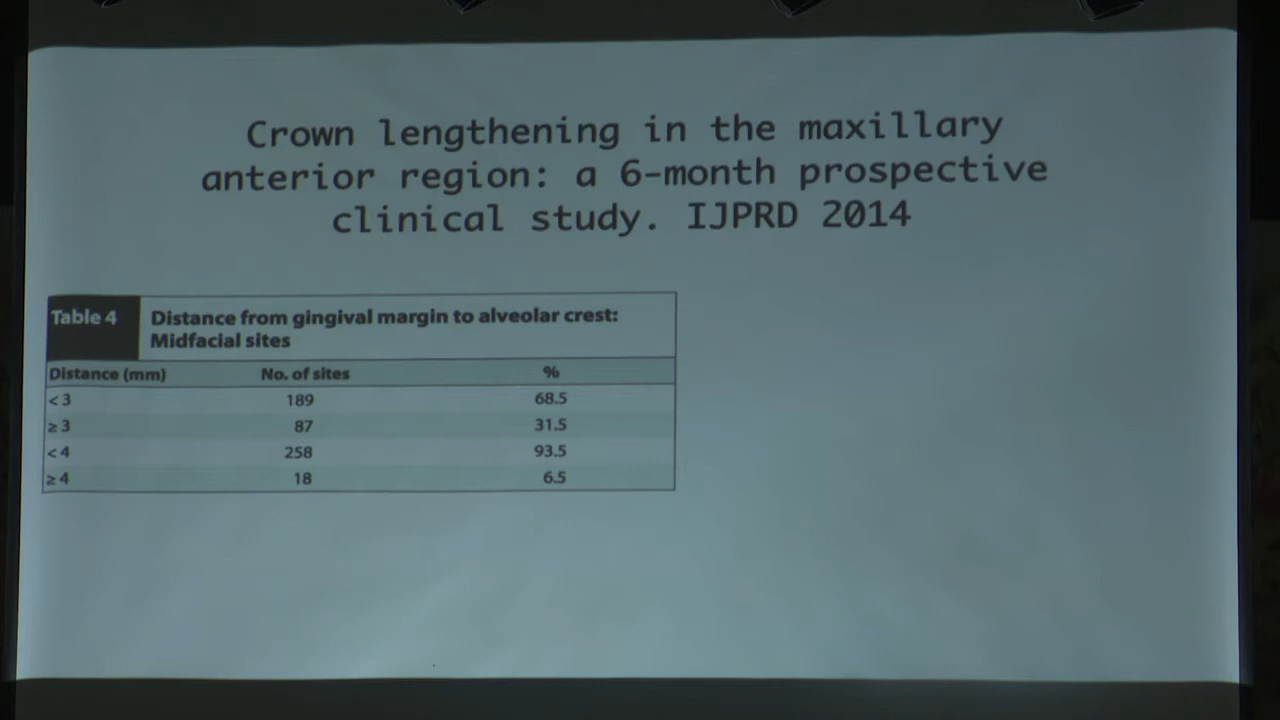 Crown lengthening in the maxillary
anterior region: a 6-month prospective
clinical study. IJPRD 2014
Table 4 Distance from gingival margin to alveolar crest:
Midfacial sites
Distance (mm) No. of sites %
< 3 189 68.5
≥ 3 87 31.5
< 4 258 93.5
≥ 4 18 6.5